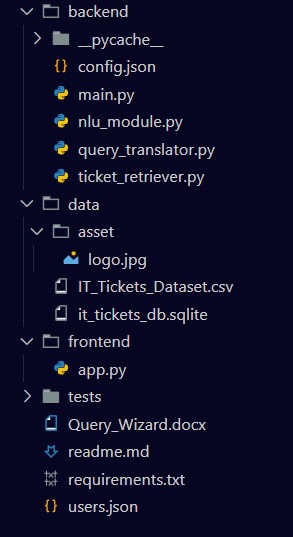 backend
__pycache__
config.json
main.py
nlu_module.py
query_translator.py
ticket_retriever.py
data
asset
logo.jpg
IT_Tickets_Dataset.csv
it_tickets_db.sqlite
frontend
app.py
tests
Query_Wizard.docx
readme.md
requirements.txt
users.json